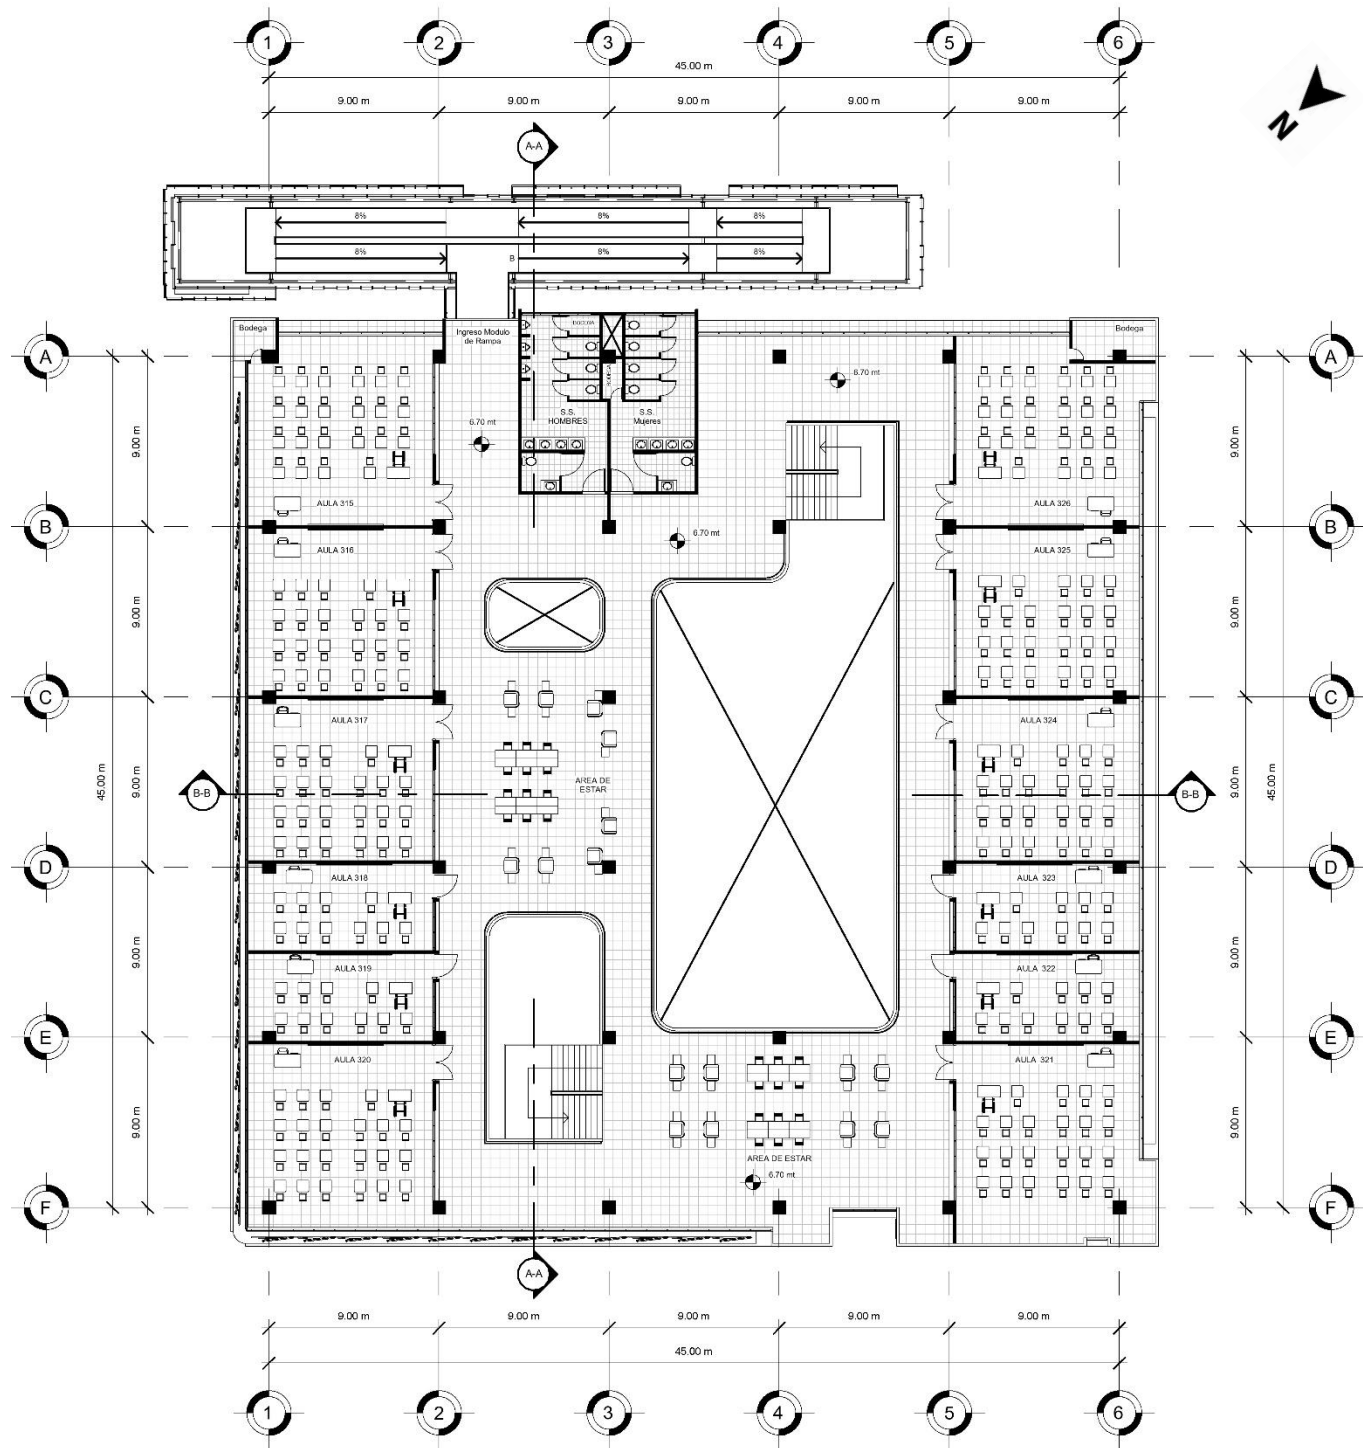 1 2 3 4 5 6
45.00 m
9.00 m 9.00 m 9.00 m 9.00 m 9.00 m
N
A-A
8% 8% 8%
B
8% 8% 8%
Bodega
Ingreso Modulo
de Rampa
Bodega
A
A
BODEGA
8.70 mt
S.S.
HOMBRES
S.S.
Mujeres
6.70 mt
9.00 m
9.00 m
AULA 315
AULA 326
B
B
6.70 mt
AULA 316
AULA 325
9.00 m
9.00 m
C
C
AULA 317
AULA 324
45.00 m
9.00 m
B-B
AREA DE
ESTAR
B-B
9.00 m
45.00 m
D
D
AULA 318
AULA 323
9.00 m
9.00 m
AULA 319
AULA 322
E
E
AULA 320
AULA 321
9.00 m
9.00 m
AREA DE ESTAR
6.70 mt
F
F
A-A
9.00 m 9.00 m 9.00 m 9.00 m 9.00 m
45.00 m
1 2 3 4 5 6